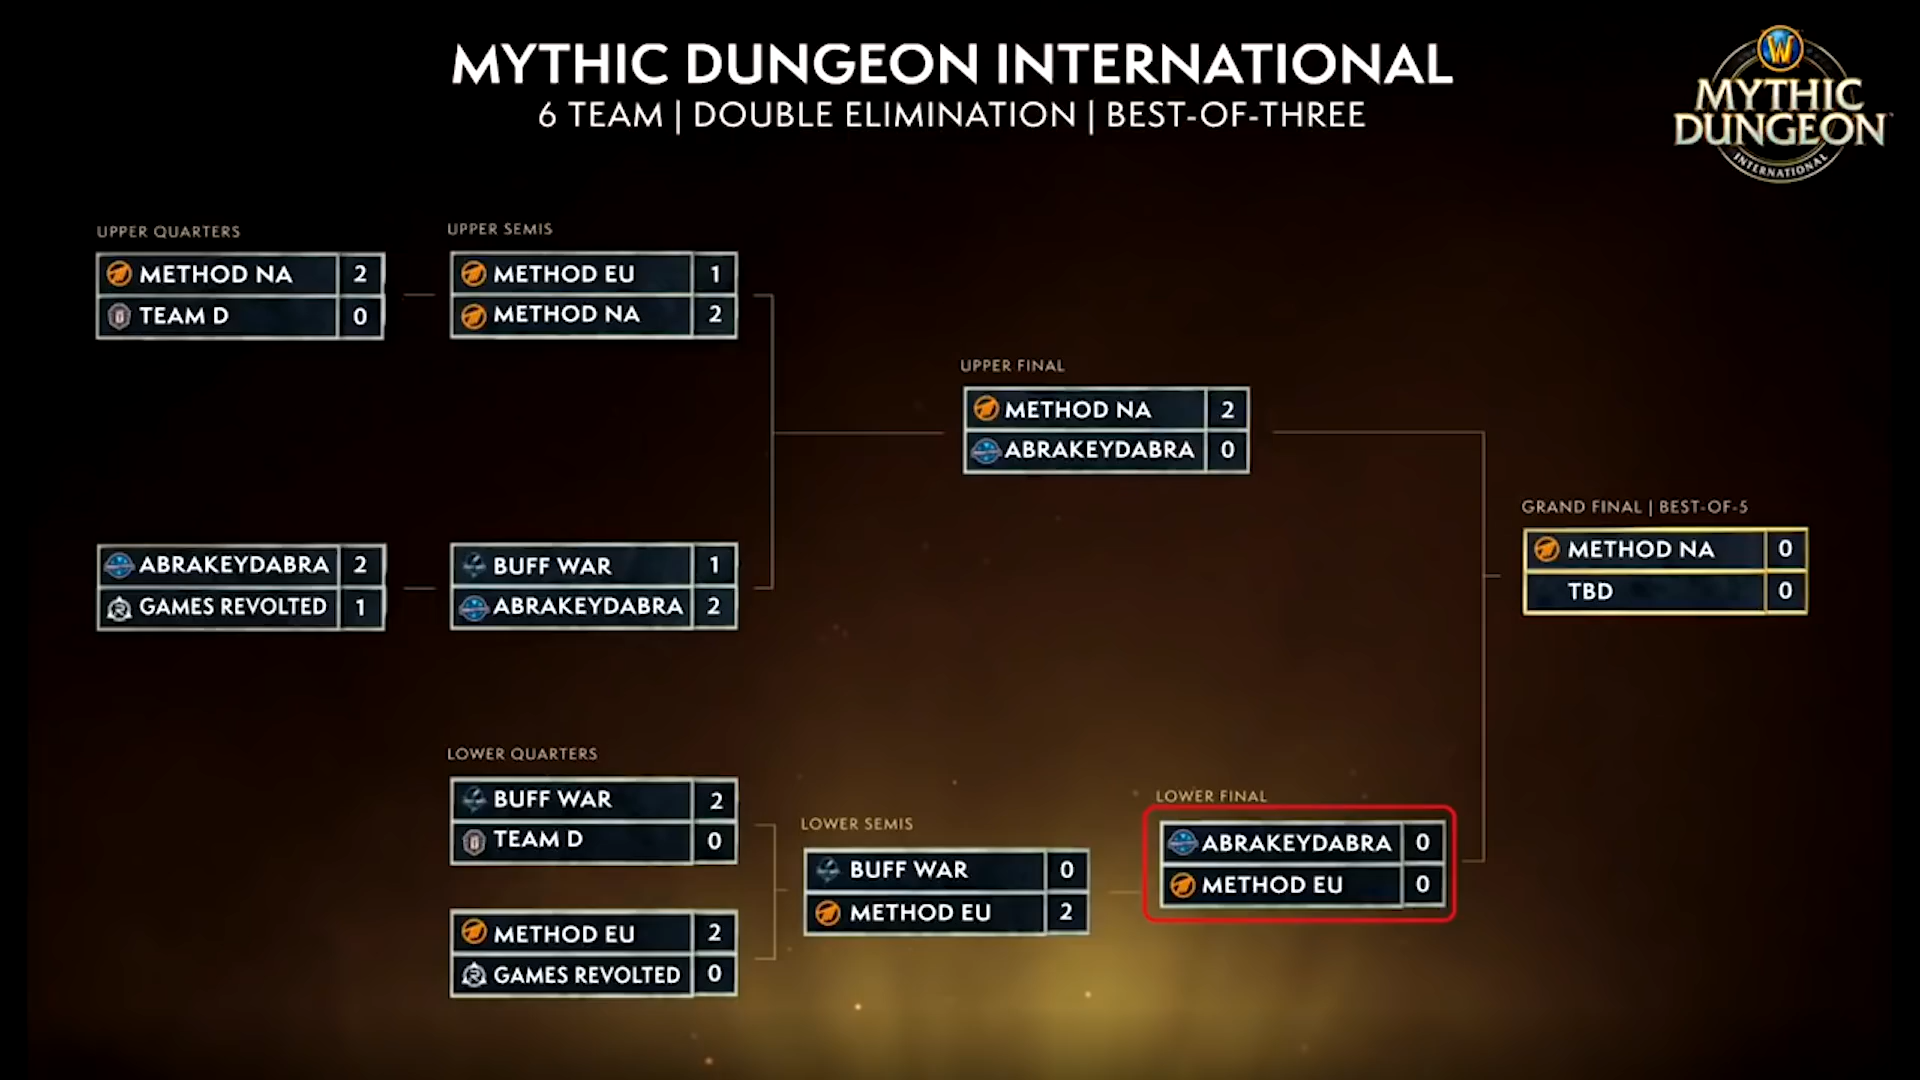 MYTHIC DUNGEON INTERNATIONAL
6 TEAM | DOUBLE ELIMINATION | BEST-OF-THREE
W
MYTHIC
DUNGEON
INTERNATIONAL
UPPER QUARTERS
METHOD NA 2
TEAM D 0
ABRAKEYDABRA 2
GAMES REVOLTED 1
UPPER SEMIS
METHOD EU 1
METHOD NA 2
BUFF WAR 1
ABRAKEYDABRA 2
UPPER FINAL
METHOD NA 2
ABRAKEYDABRA 0
GRAND FINAL | BEST-OF-5
METHOD NA 0
TBD 0
LOWER QUARTERS
BUFF WAR 2
TEAM D 0
METHOD EU 2
GAMES REVOLTED 0
LOWER SEMIS
BUFF WAR 0
METHOD EU 2
LOWER FINAL
ABRAKEYDABRA 0
METHOD EU 0